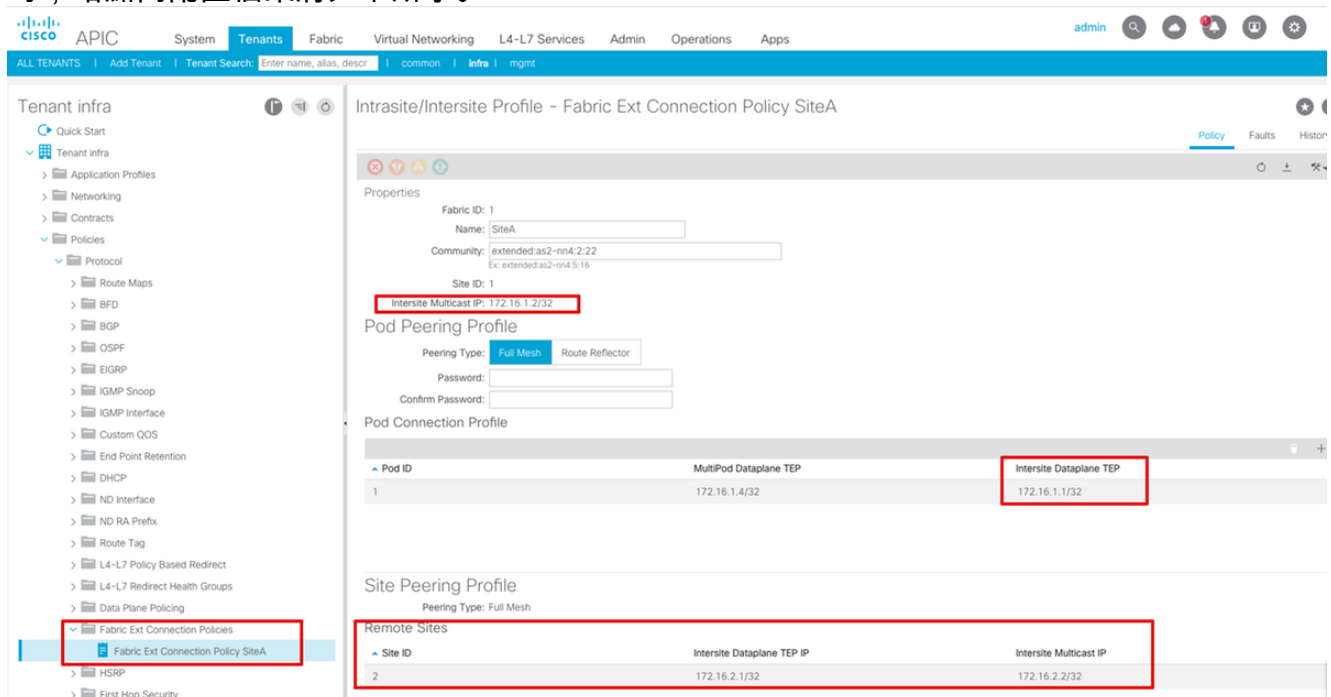 CISCO APIC System Tenants Fabric Virtual Networking L4-L7 Services Admin Operations Apps admin
ALL TENANTS | Add Tenant | Tenant Search: Enter name, alias, descr | common | Infra | mgmt
Tenant infra
Quick Start
Tenant infra
Application Profiles
Networking
Contracts
Policies
Protocol
Route Maps
BFD
BGP
OSPF
EIGRP
IGMP Snoop
IGMP Interface
Custom QOS
End Point Retention
DHCP
ND Interface
ND RA Prefix
Route Tag
L4-L7 Policy Based Redirect
L4-L7 Redirect Health Groups
Data Plane Policing
Fabric Ext Connection Policies
Fabric Ext Connection Policy SiteA
HSRP
First Hop Security
Intrasite/Intersite Profile - Fabric Ext Connection Policy SiteA
Policy Faults History
Properties
Fabric ID: 1
Name: SiteA
Community: extended:as2-nn4:2:22
Ex: extended:as2-nn4:5:16
Site ID: 1
Intersite Multicast IP: 172.16.1.2/32
Pod Peering Profile
Peering Type: Full Mesh Route Reflector
Password:
Confirm Password:
Pod Connection Profile
Pod ID MultiPod Dataplane TEP Intersite Dataplane TEP
1 172.16.1.4/32 172.16.1.1/32
Site Peering Profile
Peering Type: Full Mesh
Remote Sites
Site ID Intersite Dataplane TEP IP Intersite Multicast IP
2 172.16.2.1/32 172.16.2.2/32